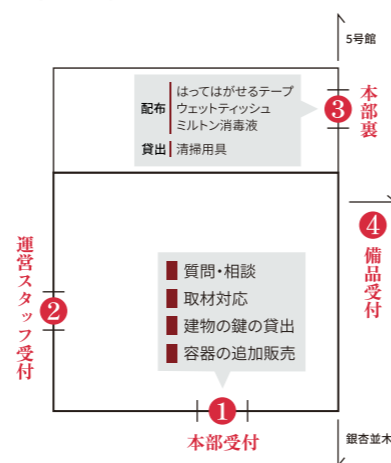 5号館
配布
はってはがせるテープ
ウェットティッシュ
ミルトン消毒液
貸出
清掃用具
3
本部裏
4
備品受付
運営スタッフ受付
2
質問・相談
取材対応
建物の鍵の貸出
容器の追加販売
1
本部受付
銀杏並木